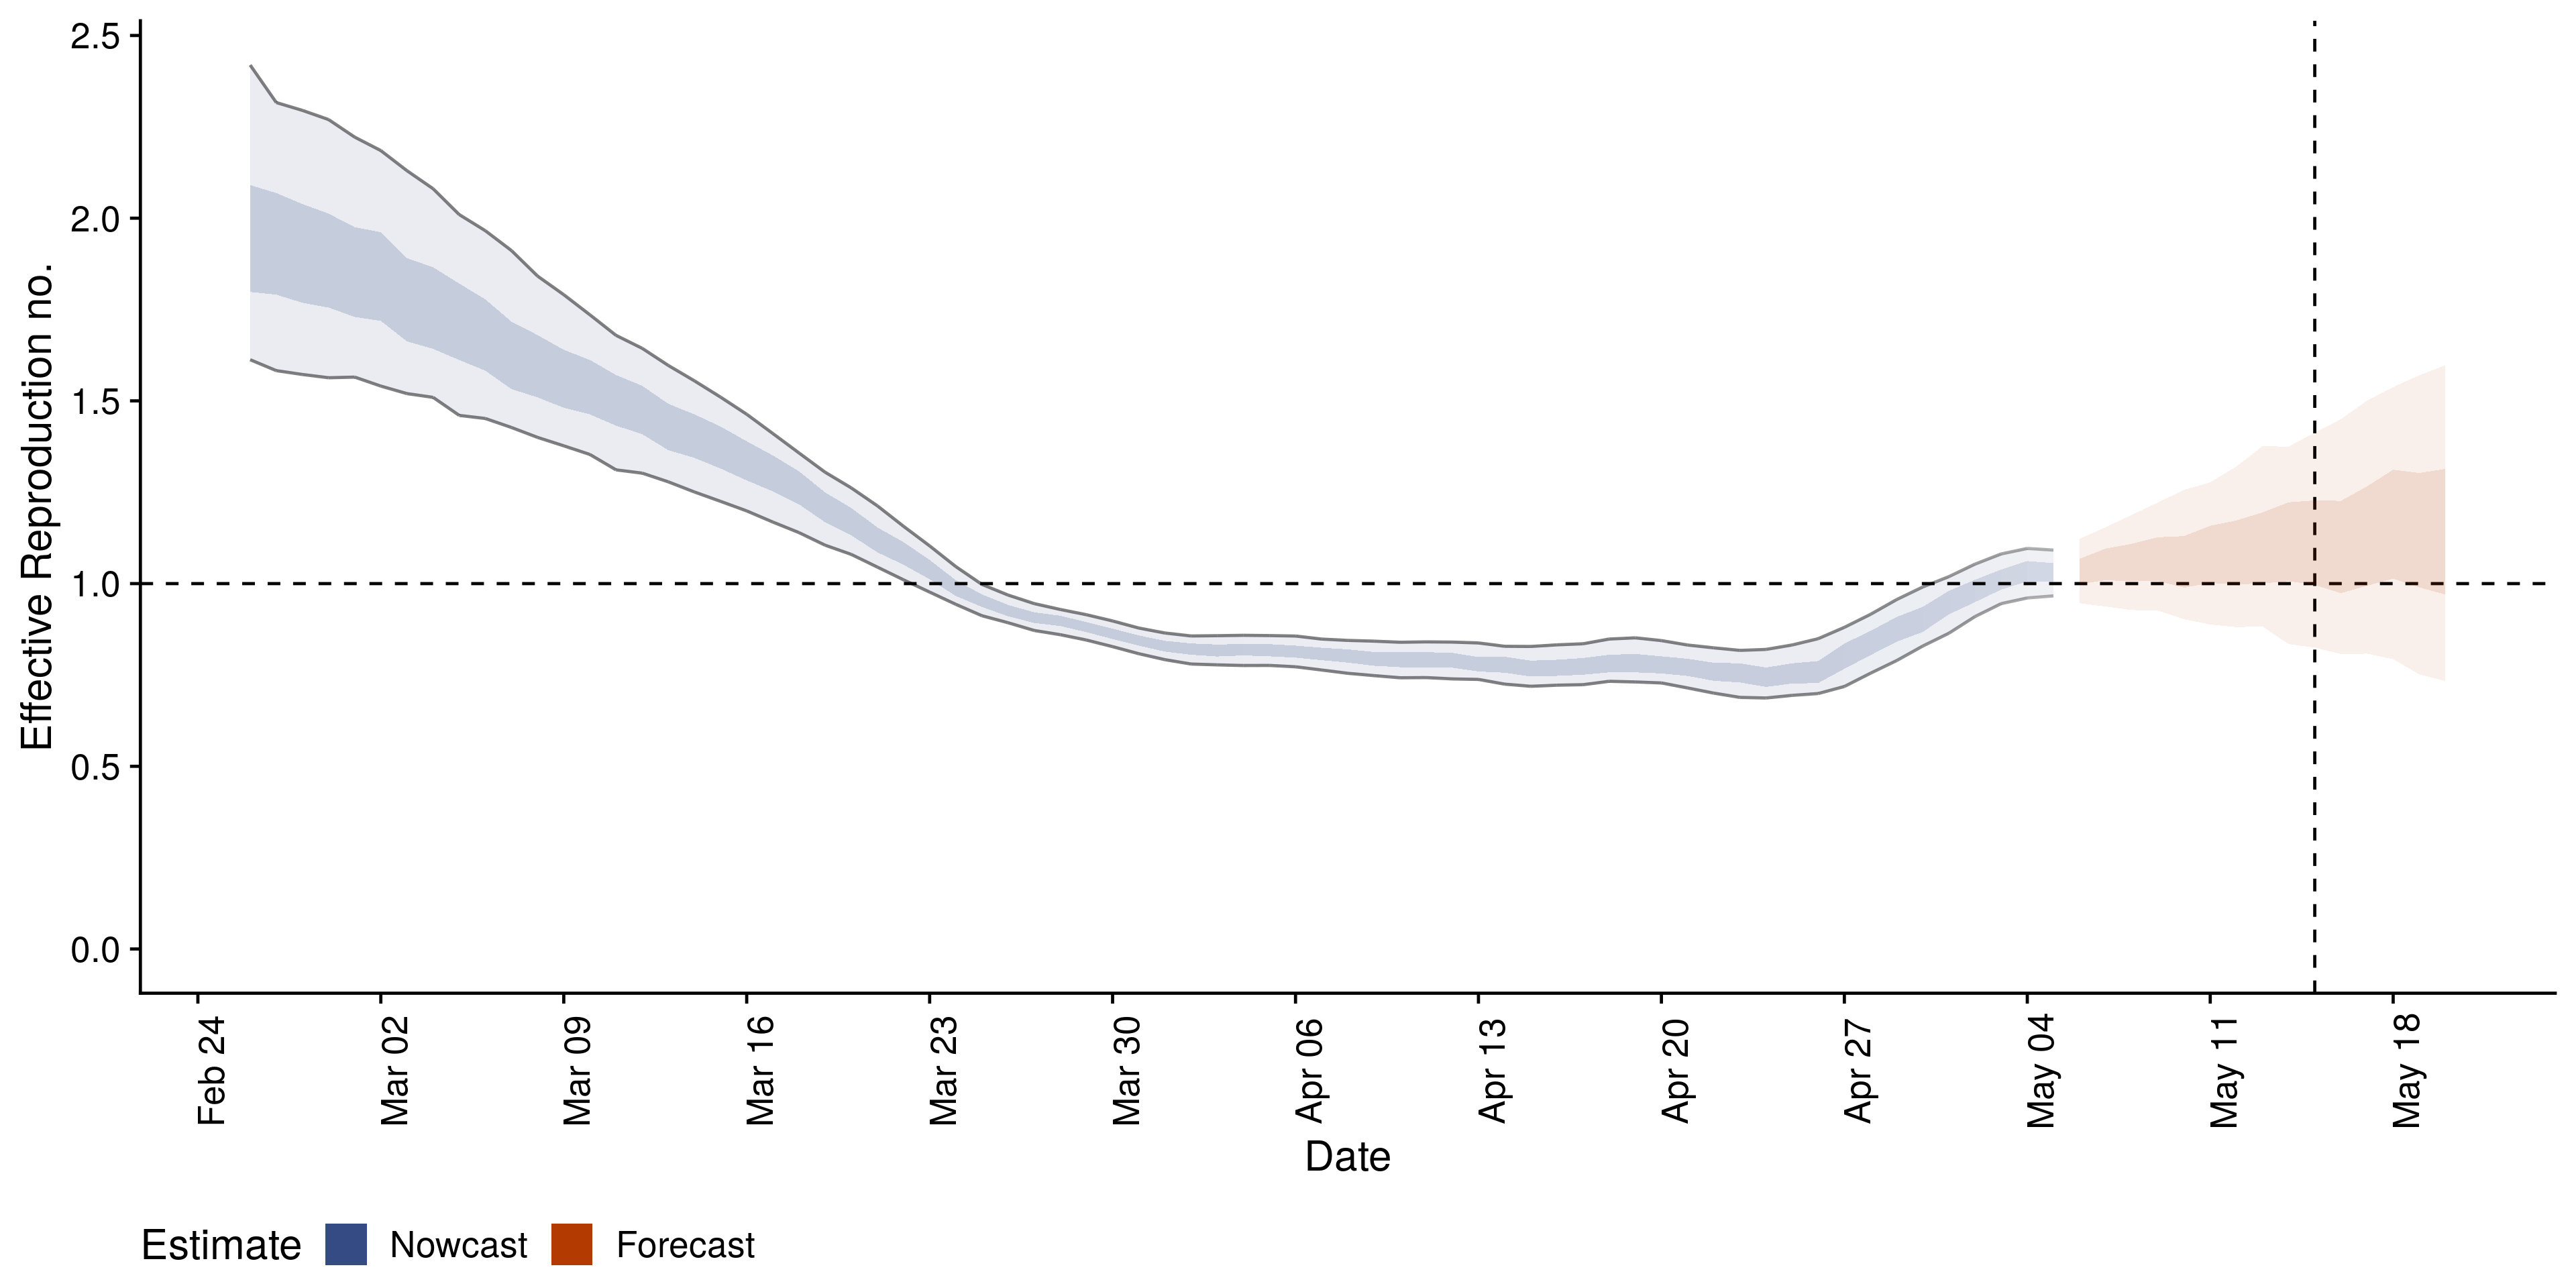 Effective Reproduction no.
2.5
2.0
1.5
1.0
0.5
0.0
Feb 24
Mar 02
Mar 09
Mar 16
Mar 23
Mar 30
Apr 06
Apr 13
Apr 20
Apr 27
May 04
May 11
May 18
Date
Estimate Nowcast Forecast